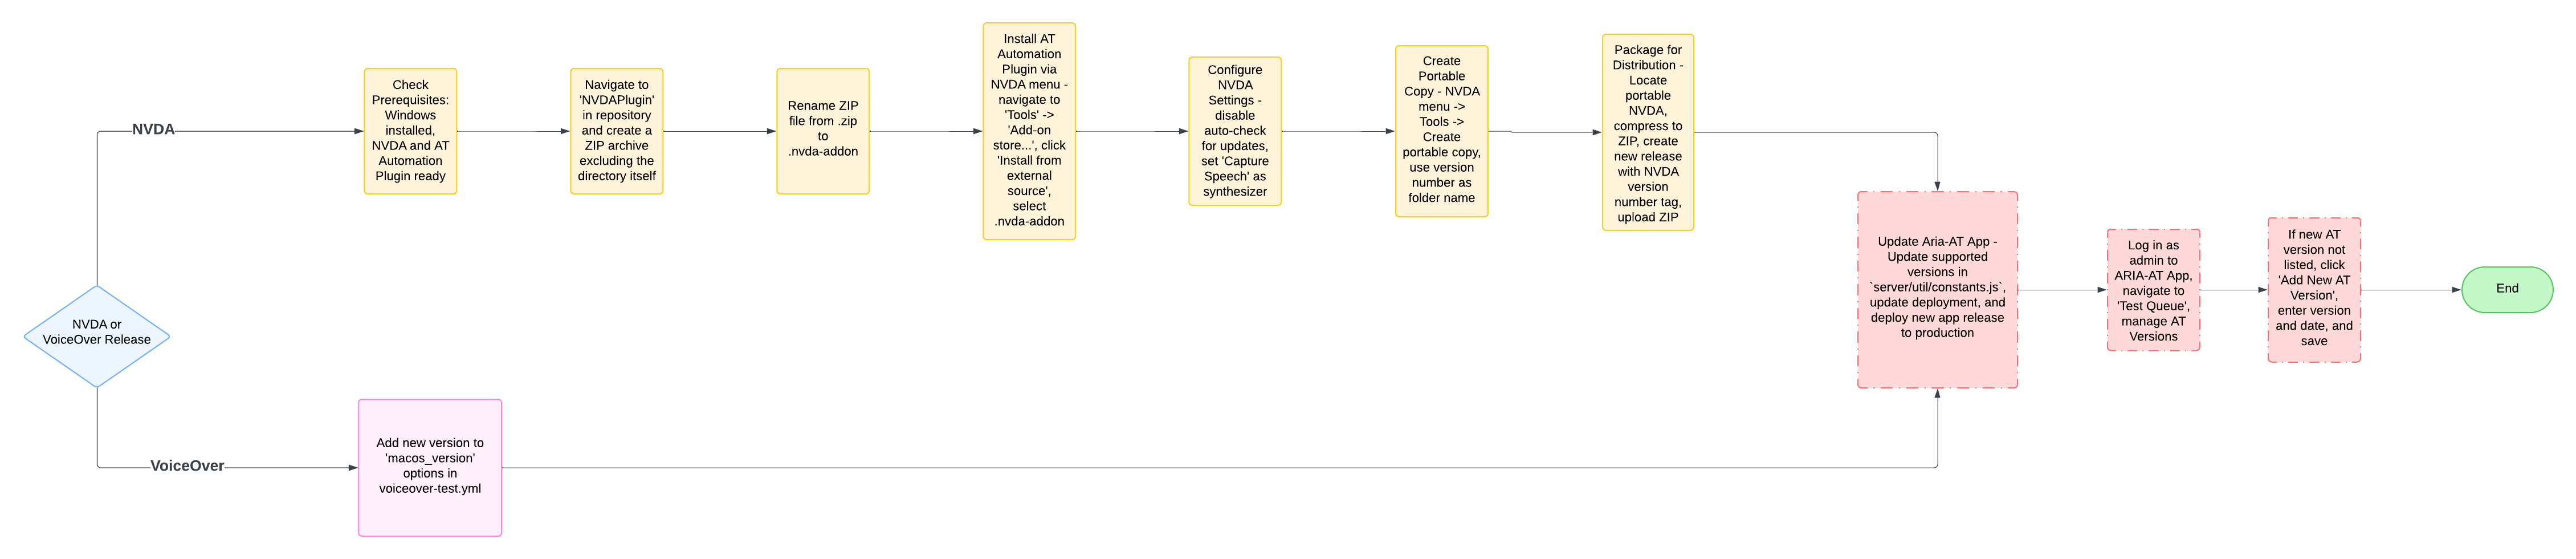 NVDA or
VoiceOver Release
NVDA
Check
Prerequisites:
Windows
installed,
NVDA and AT
Automation
Plugin ready
Navigate to
'NVDAPlugin'
in repository
and create a
ZIP archive
excluding the
directory itself
Rename ZIP
file from .zip
to
.nvda-addon
Install AT
Automation
Plugin via
NVDA menu -
navigate to
'Tools' ->
'Add-on
store...', click
'Install from
external
source',
select
.nvda-addon
Configure
NVDA
Settings -
disable
auto-check
for updates,
set 'Capture
Speech' as
synthesizer
Create
Portable
Copy - NVDA
menu ->
Tools ->
Create
portable copy,
use version
number as
folder name
Package for
Distribution -
Locate
portable
NVDA,
compress to
ZIP, create
new release
with NVDA
version
number tag,
upload ZIP
VoiceOver
Add new version to
'macos_version'
options in
voiceover-test.yml
Update Aria-AT App -
Update supported
versions in
`server/util/constants.js`,
update deployment, and
deploy new app release
to production
Log in as
admin to
ARIA-AT App,
navigate to
'Test Queue',
manage AT
Versions
If new AT
version not
listed, click
'Add New AT
Version',
enter version
and date, and
save
End